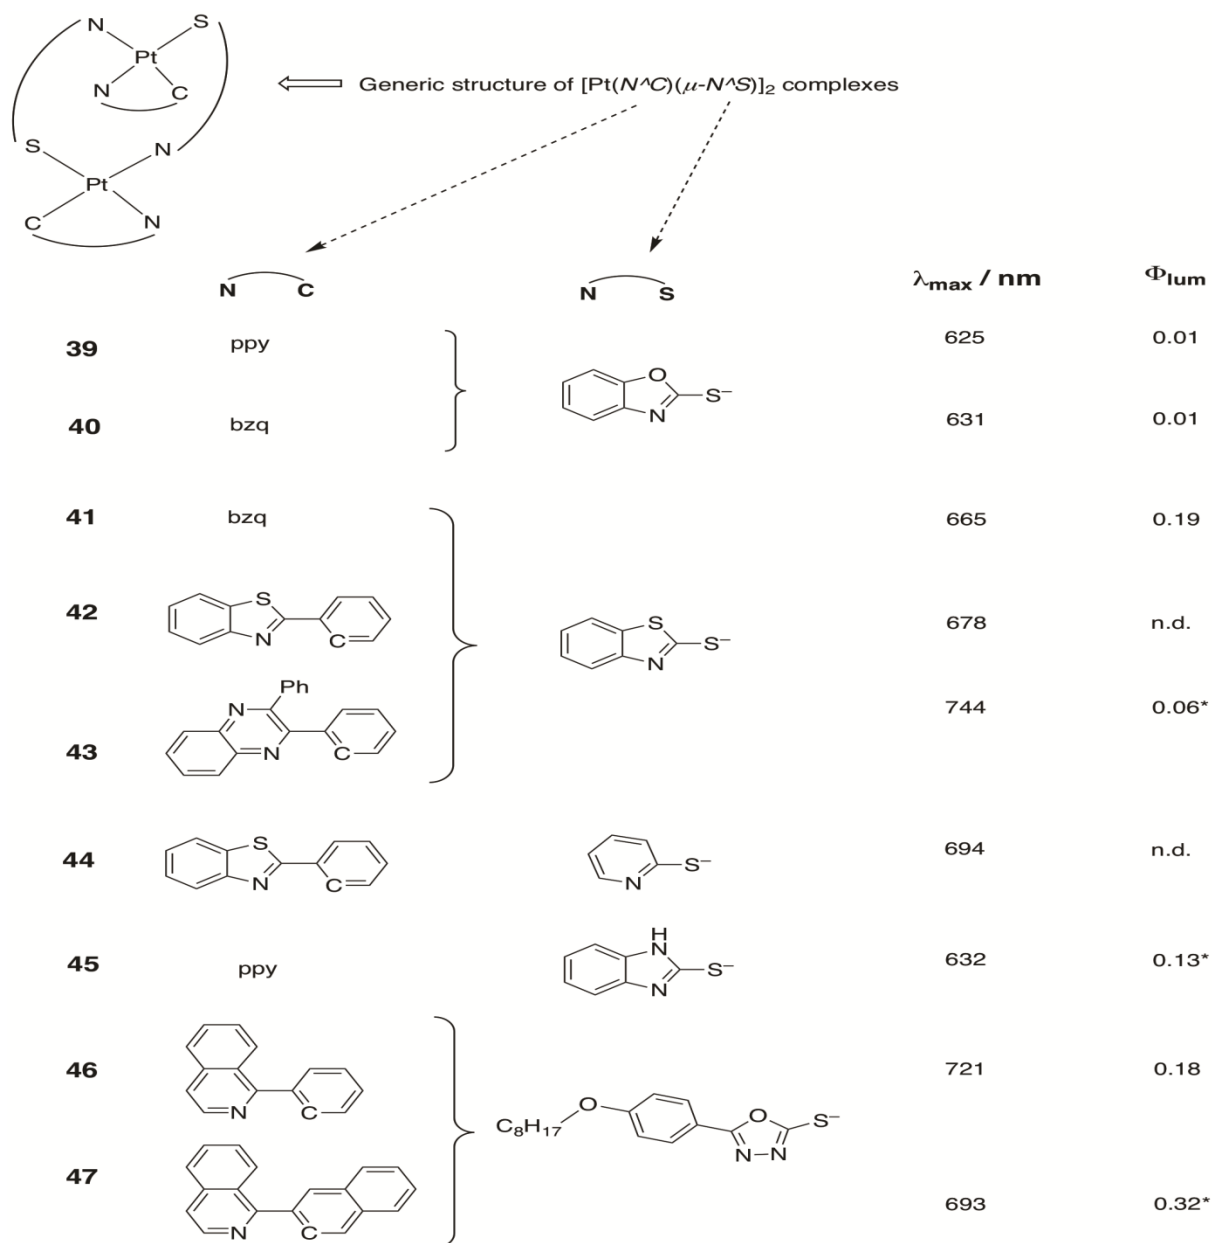 N S
Pt
N C
Generic structure of [Pt(N^C)(μ-N^S)]₂ complexes
S N
Pt
C N
N C N S λmax / nm Φlum
39 ppy 625 0.01
O
N S⁻
40 bzq 631 0.01
41 bzq 665 0.19
42 S N C 678 n.d.
S
N S⁻
Ph
N 744 0.06*
43 N C
44 S N C N S⁻ 694 n.d.
H
N
45 ppy N S⁻ 632 0.13*
46 N C 721 0.18
C₈H₁₇ O O N N S⁻
47 N C 693 0.32*